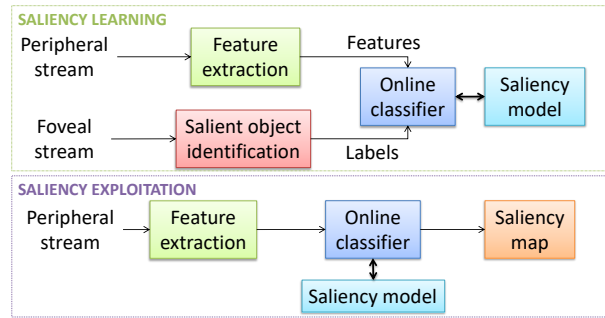 SALIENCY LEARNING
Peripheral
stream
Feature
extraction
Features
Online
classifier
Saliency
model
Foveal
stream
Salient object
identification
Labels
SALIENCY EXPLOITATION
Peripheral
stream
Feature
extraction
Online
classifier
Saliency
map
Saliency model